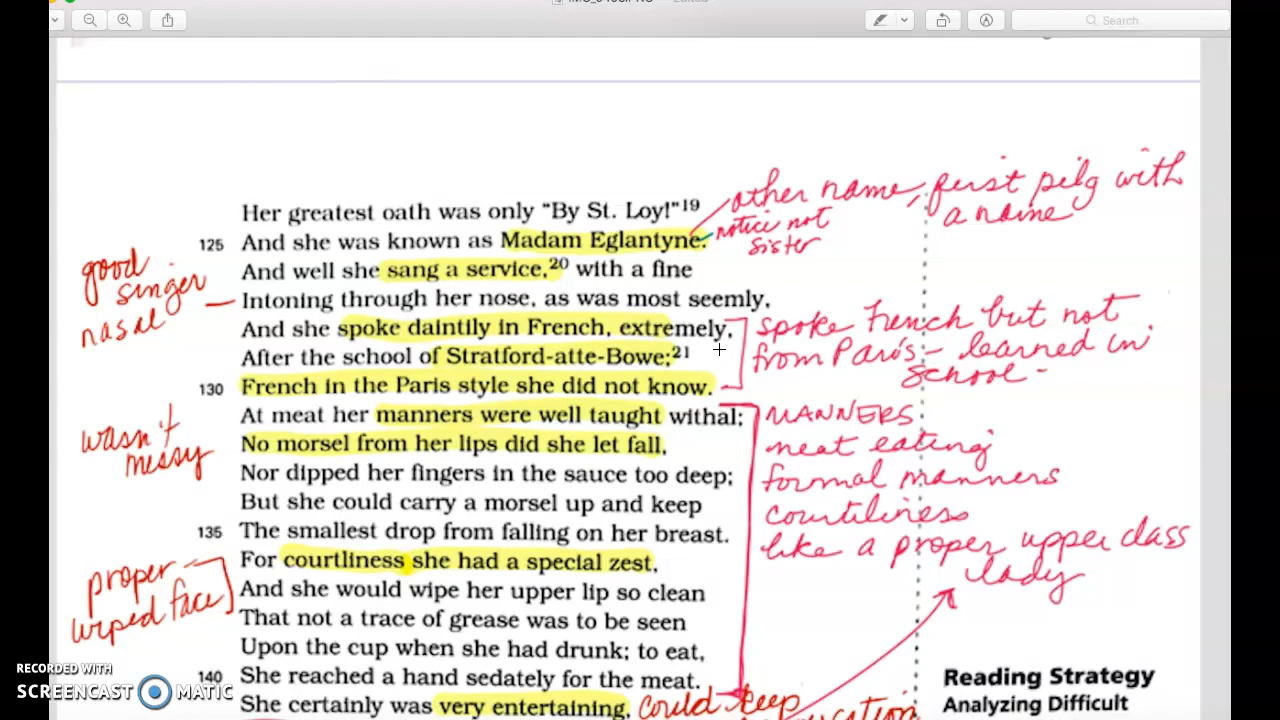 Search
other name, first pilg with
a name
Her greatest oath was only "By St. Loy!"19
notice not
sister
125 And she was known as Madam Eglantyne.
And well she sang a service,20 with a fine
good
singer
nasal
Intoning through her nose, as was most seemly,
And she spoke daintily in French, extremely,
After the school of Stratford-atte-Bowe;21
130 French in the Paris style she did not know.
spoke French but not
from Paris - learned in
school -
At meat her manners were well taught withal;
No morsel from her lips did she let fall,
wasn't
messy
Nor dipped her fingers in the sauce too deep;
But she could carry a morsel up and keep
135 The smallest drop from falling on her breast.
MANNERS
meat eating
formal manners
courtiliness
like a proper upper class
lady
For courtliness she had a special zest,
proper
wiped face
And she would wipe her upper lip so clean
That not a trace of grease was to be seen
Upon the cup when she had drunk; to eat,
140 She reached a hand sedately for the meat.
She certainly was very entertaining,
could keep
Reading Strategy
Analyzing Difficult
RECORDED WITH
SCREENCAST MATIC